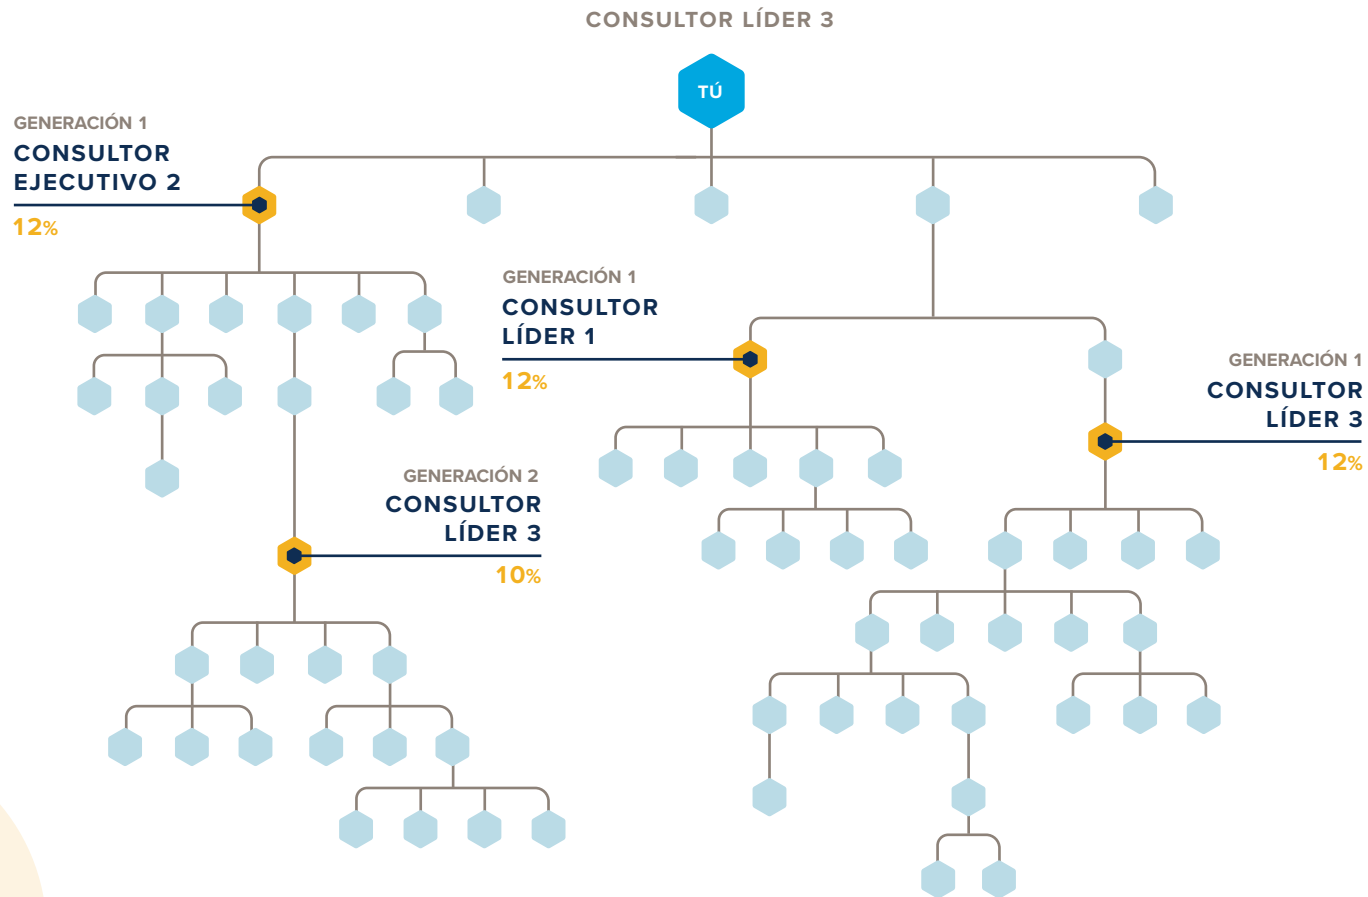 CONSULTOR LÍDER 3
TÚ
GENERACIÓN 1
CONSULTOR
EJECUTIVO 2
12%
GENERACIÓN 1
CONSULTOR
LÍDER 1
12%
GENERACIÓN 1
CONSULTOR
LÍDER 3
12%
GENERACIÓN 2
CONSULTOR
LÍDER 3
10%